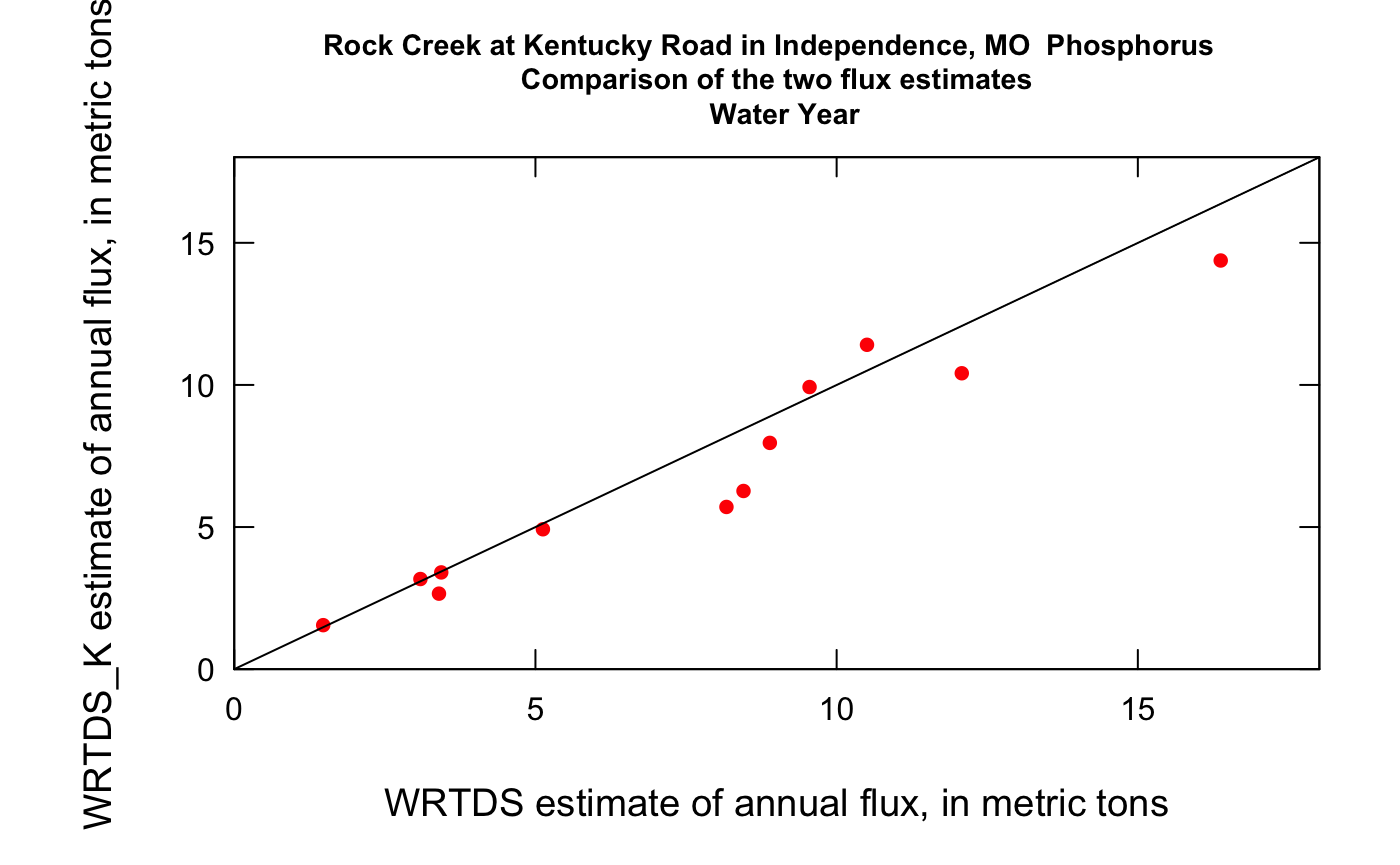 Rock Creek at Kentucky Road in Independence, MO  Phosphorus
Comparison of the two flux estimates
Water Year
WRTDS_K estimate of annual flux, in metric tons
15
10
5
0
0
5
10
15
WRTDS estimate of annual flux, in metric tons